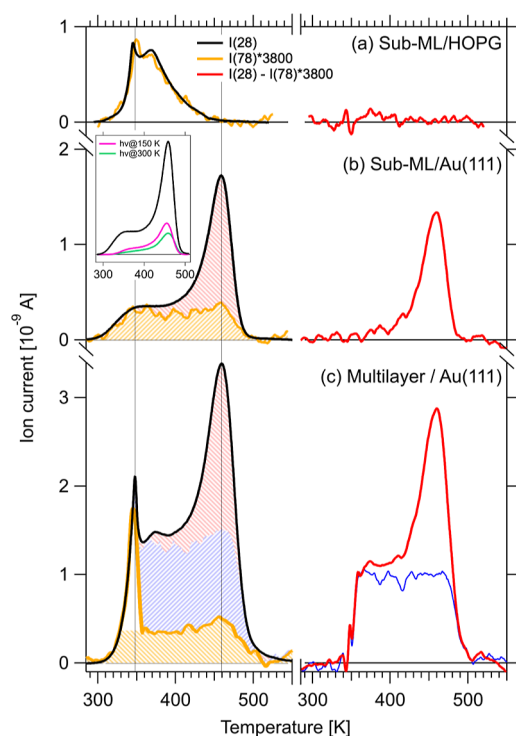 1
I(28)
I(78)*3800
I(28) - I(78)*3800
(a) Sub-ML/HOPG
0
2
hv@150 K
hv@300 K
300 400 500
(b) Sub-ML/Au(111)
1
0
Ion current [10⁻⁹ A]
(c) Multilayer / Au(111)
3
2
1
0
300 400 500 300 400 500
Temperature [K]